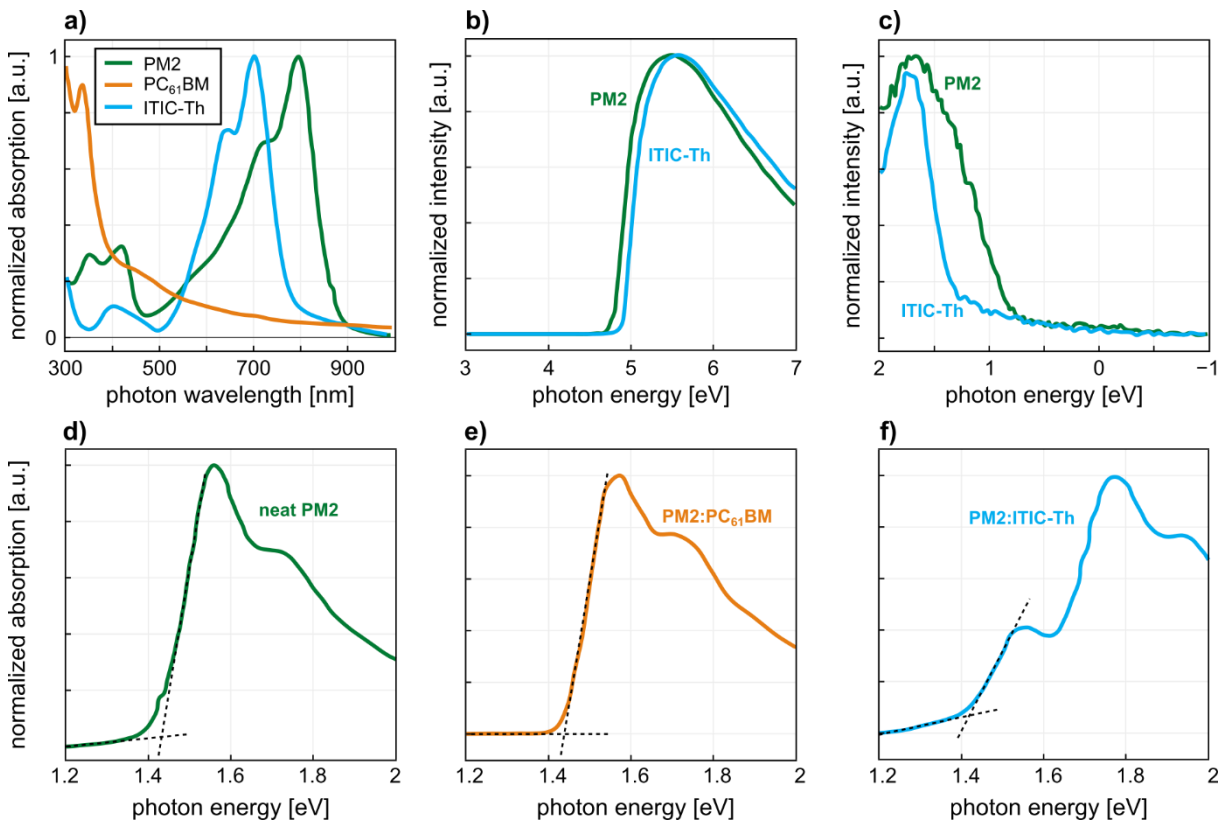 a)
normalized absorption [a.u.]
1
0
PM2
PC61BM
ITIC-Th
300 400 500 600 700 800 900
photon wavelength [nm]
b)
normalized intensity [a.u.]
PM2
ITIC-Th
3 4 5 6 7
photon energy [eV]
c)
normalized intensity [a.u.]
PM2
ITIC-Th
2 1 0 −1
photon energy [eV]
d)
normalized absorption [a.u.]
neat PM2
1.2 1.4 1.6 1.8 2
photon energy [eV]
e)
PM2:PC61BM
1.2 1.4 1.6 1.8 2
photon energy [eV]
f)
PM2:ITIC-Th
1.2 1.4 1.6 1.8 2
photon energy [eV]